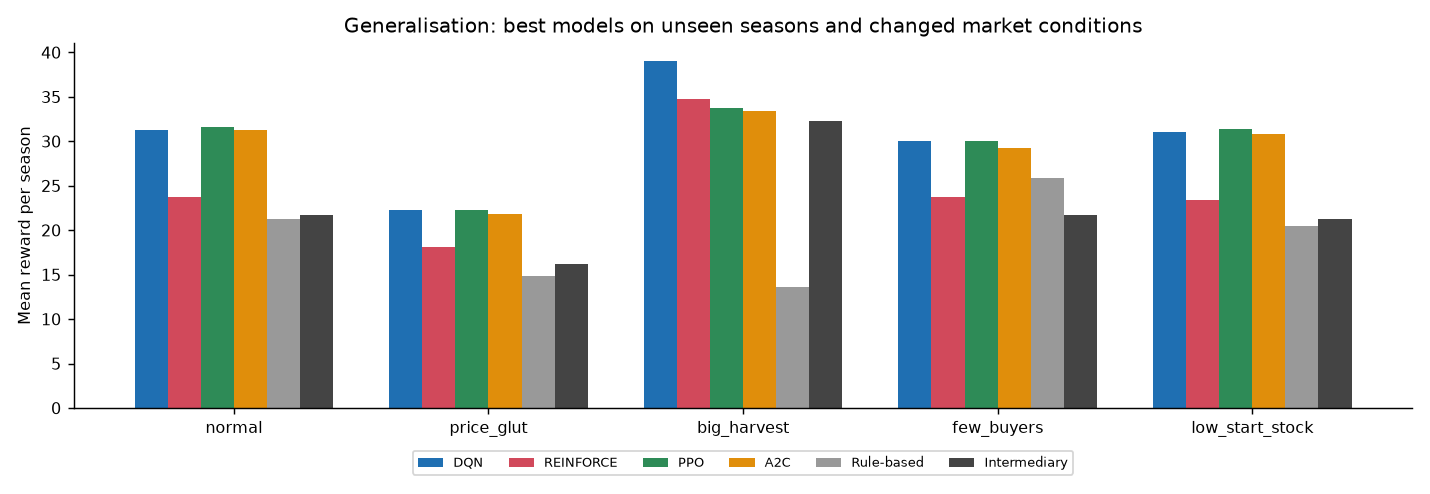 Generalisation: best models on unseen seasons and changed market conditions
Mean reward per season
40
35
30
25
20
15
10
5
0
normal price_glut big_harvest few_buyers low_start_stock
DQN REINFORCE PPO A2C Rule-based Intermediary